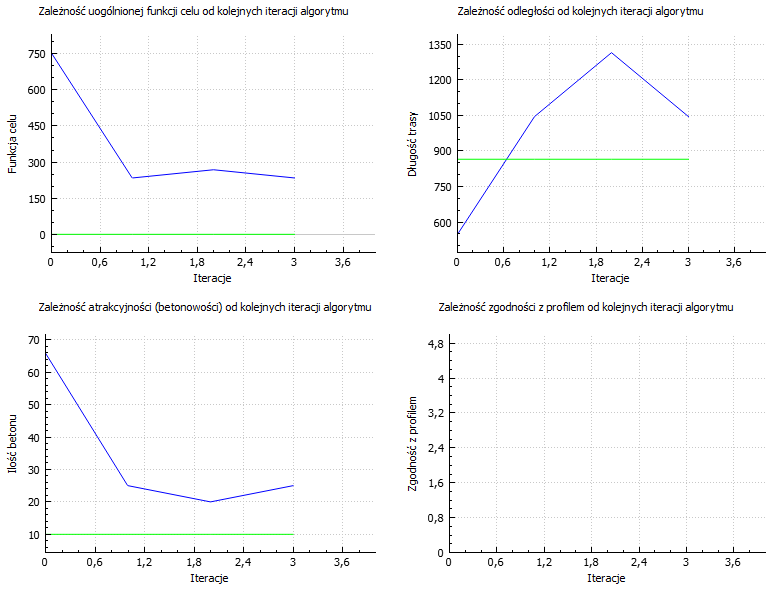 Zależność uogólnionej funkcji celu od kolejnych iteracji algorytmu
Funkcja celu
750
600
450
300
150
0
0 0,6 1,2 1,8 2,4 3 3,6
Iteracje
Zależność odległości od kolejnych iteracji algorytmu
Długość trasy
1350
1200
1050
900
750
600
0 0,6 1,2 1,8 2,4 3 3,6
Iteracje
Zależność atrakcyjności (betonowości) od kolejnych iteracji algorytmu
Ilość betonu
70
60
50
40
30
20
10
0 0,6 1,2 1,8 2,4 3 3,6
Iteracje
Zależność zgodności z profilem od kolejnych iteracji algorytmu
Zgodność z profilem
4,8
4
3,2
2,4
1,6
0,8
0
0 0,6 1,2 1,8 2,4 3 3,6
Iteracje